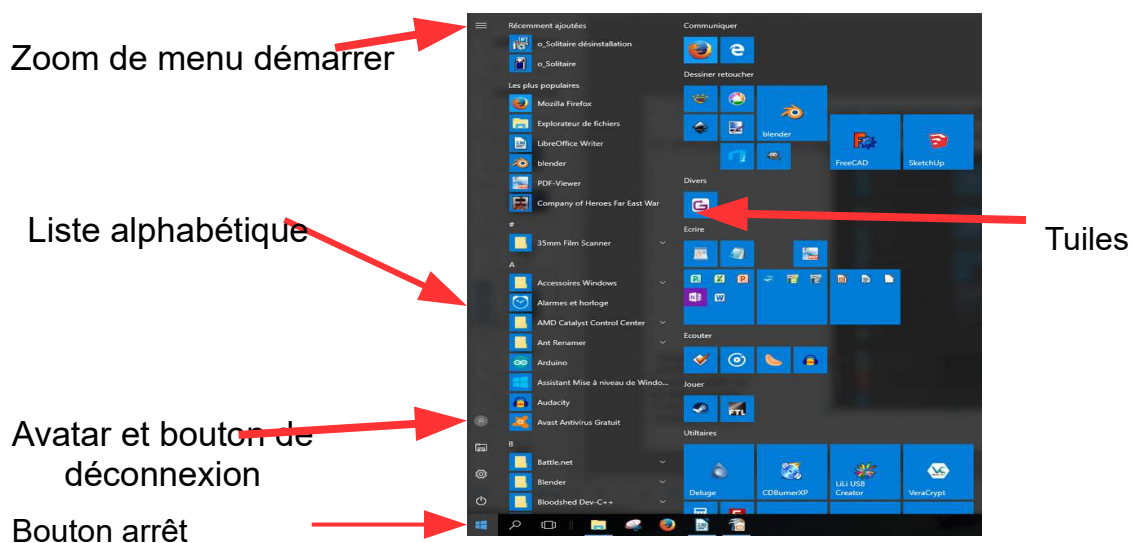 Zoom de menu démarrer
Liste alphabétique
Avatar et bouton de
déconnexion
Bouton arrêt
Récemment ajoutées
o_Solitaire désinstallation
o_Solitaire
Les plus populaires
Mozilla Firefox
Explorateur de fichiers
LibreOffice Writer
blender
PDF-Viewer
Company of Heroes Far East War
#
35mm Film Scanner
A
Accessoires Windows
Alarmes et horloge
AMD Catalyst Control Center
Ant Renamer
Arduino
Assistant Mise à niveau de Windo...
Audacity
Avast Antivirus Gratuit
B
Battle.net
Blender
Bloodshed Dev-C++
Communiquer
Dessiner retoucher
blender
FreeCAD
SketchUp
Divers
Ecrire
Ecouter
Jouer
FTL
Utiltaires
Deluge
CDBurnerXP
LiLi USB
Creator
VeraCrypt
Tuiles